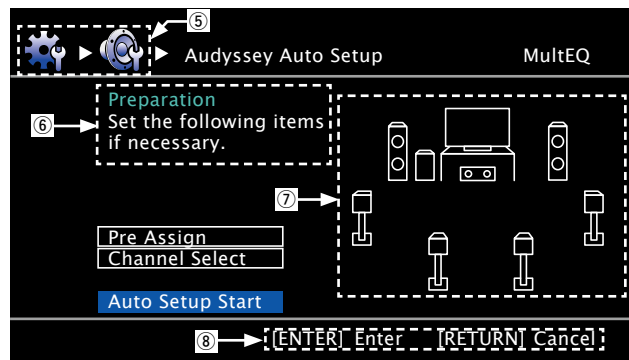 ⑤
Audyssey Auto Setup MultEQ
Preparation
⑥ Set the following items
if necessary.
⑦
Pre Assign
Channel Select
Auto Setup Start
⑧ [ENTER] Enter [RETURN] Cancel